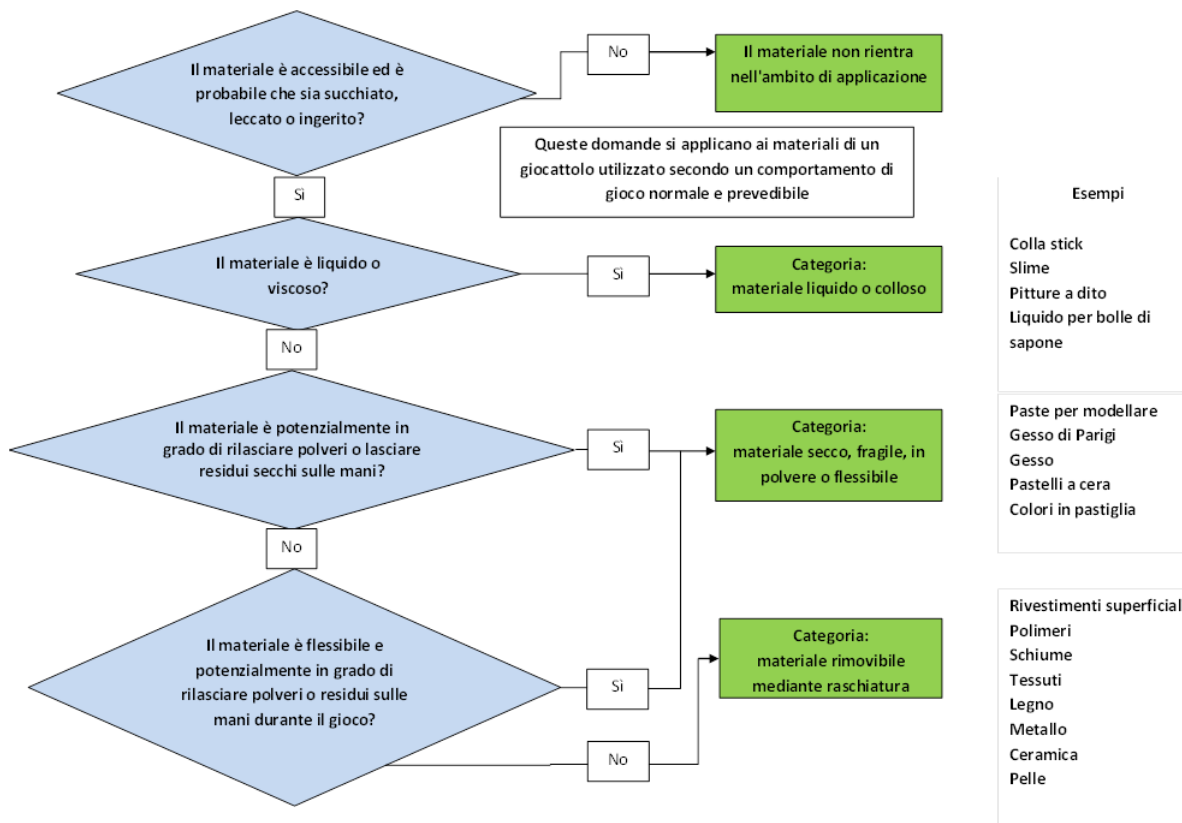 Il materiale è accessibile ed è
probabile che sia succhiato,
leccato o ingerito?
No
Il materiale non rientra
nell'ambito di applicazione
Queste domande si applicano ai materiali di un
giocattolo utilizzato secondo un comportamento di
gioco normale e prevedibile
Sì
Il materiale è liquido o
viscoso?
Sì
Categoria:
materiale liquido o colloso
Esempi
Colla stick
Slime
Pitture a dito
Liquido per bolle di
sapone
No
Il materiale è potenzialmente in
grado di rilasciare polveri o lasciare
residui secchi sulle mani?
Sì
Categoria:
materiale secco, fragile, in
polvere o flessibile
Paste per modellare
Gesso di Parigi
Gesso
Pastelli a cera
Colori in pastiglia
No
Il materiale è flessibile e
potenzialmente in grado di
rilasciare polveri o residui sulle
mani durante il gioco?
Sì
No
Categoria:
materiale rimovibile
mediante raschiatura
Rivestimenti superficial
Polimeri
Schiume
Tessuti
Legno
Metallo
Ceramica
Pelle